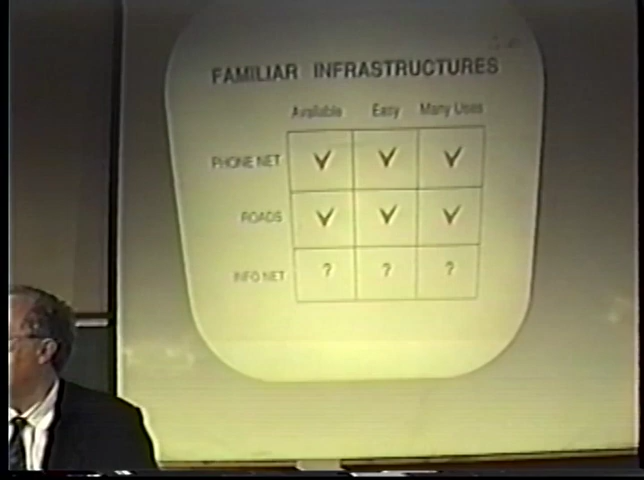 FAMILIAR INFRASTRUCTURES
Available Easy Many Uses
PHONE NET
ROADS
INFO NET ? ? ?